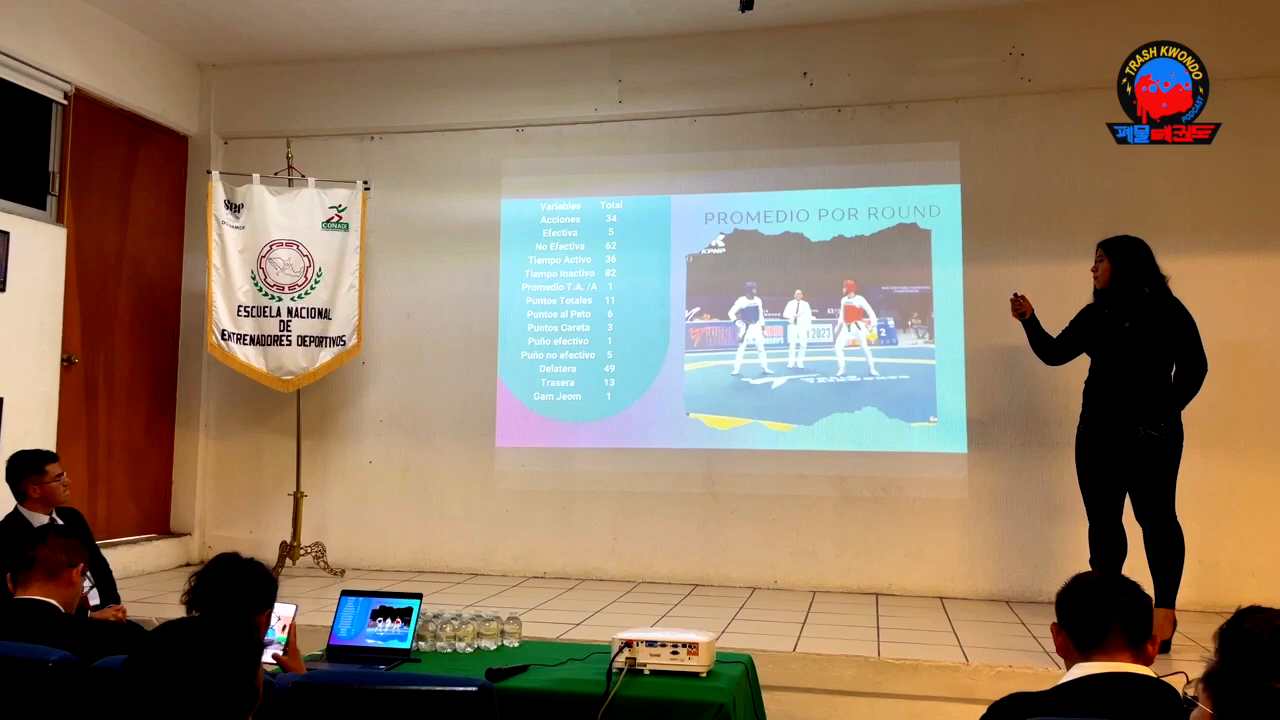 TRASH KWONDO
PODCAST
폐물태권도
SEP
CONADE
ESCUELA NACIONAL
DE
ENTRENADORES DEPORTIVOS
Variables Total
Acciones 34
Efectiva 5
No Efectiva 62
Tiempo Activo 36
Tiempo Inactivo 82
Promedio T.A. /A 1
Puntos Totales 11
Puntos al Peto 6
Puntos Careta 3
Puño efectivo 1
Puño no efectivo 5
Delatera 49
Trasera 13
Gam Jeom 1
PROMEDIO POR ROUND
KPNP
2023
2